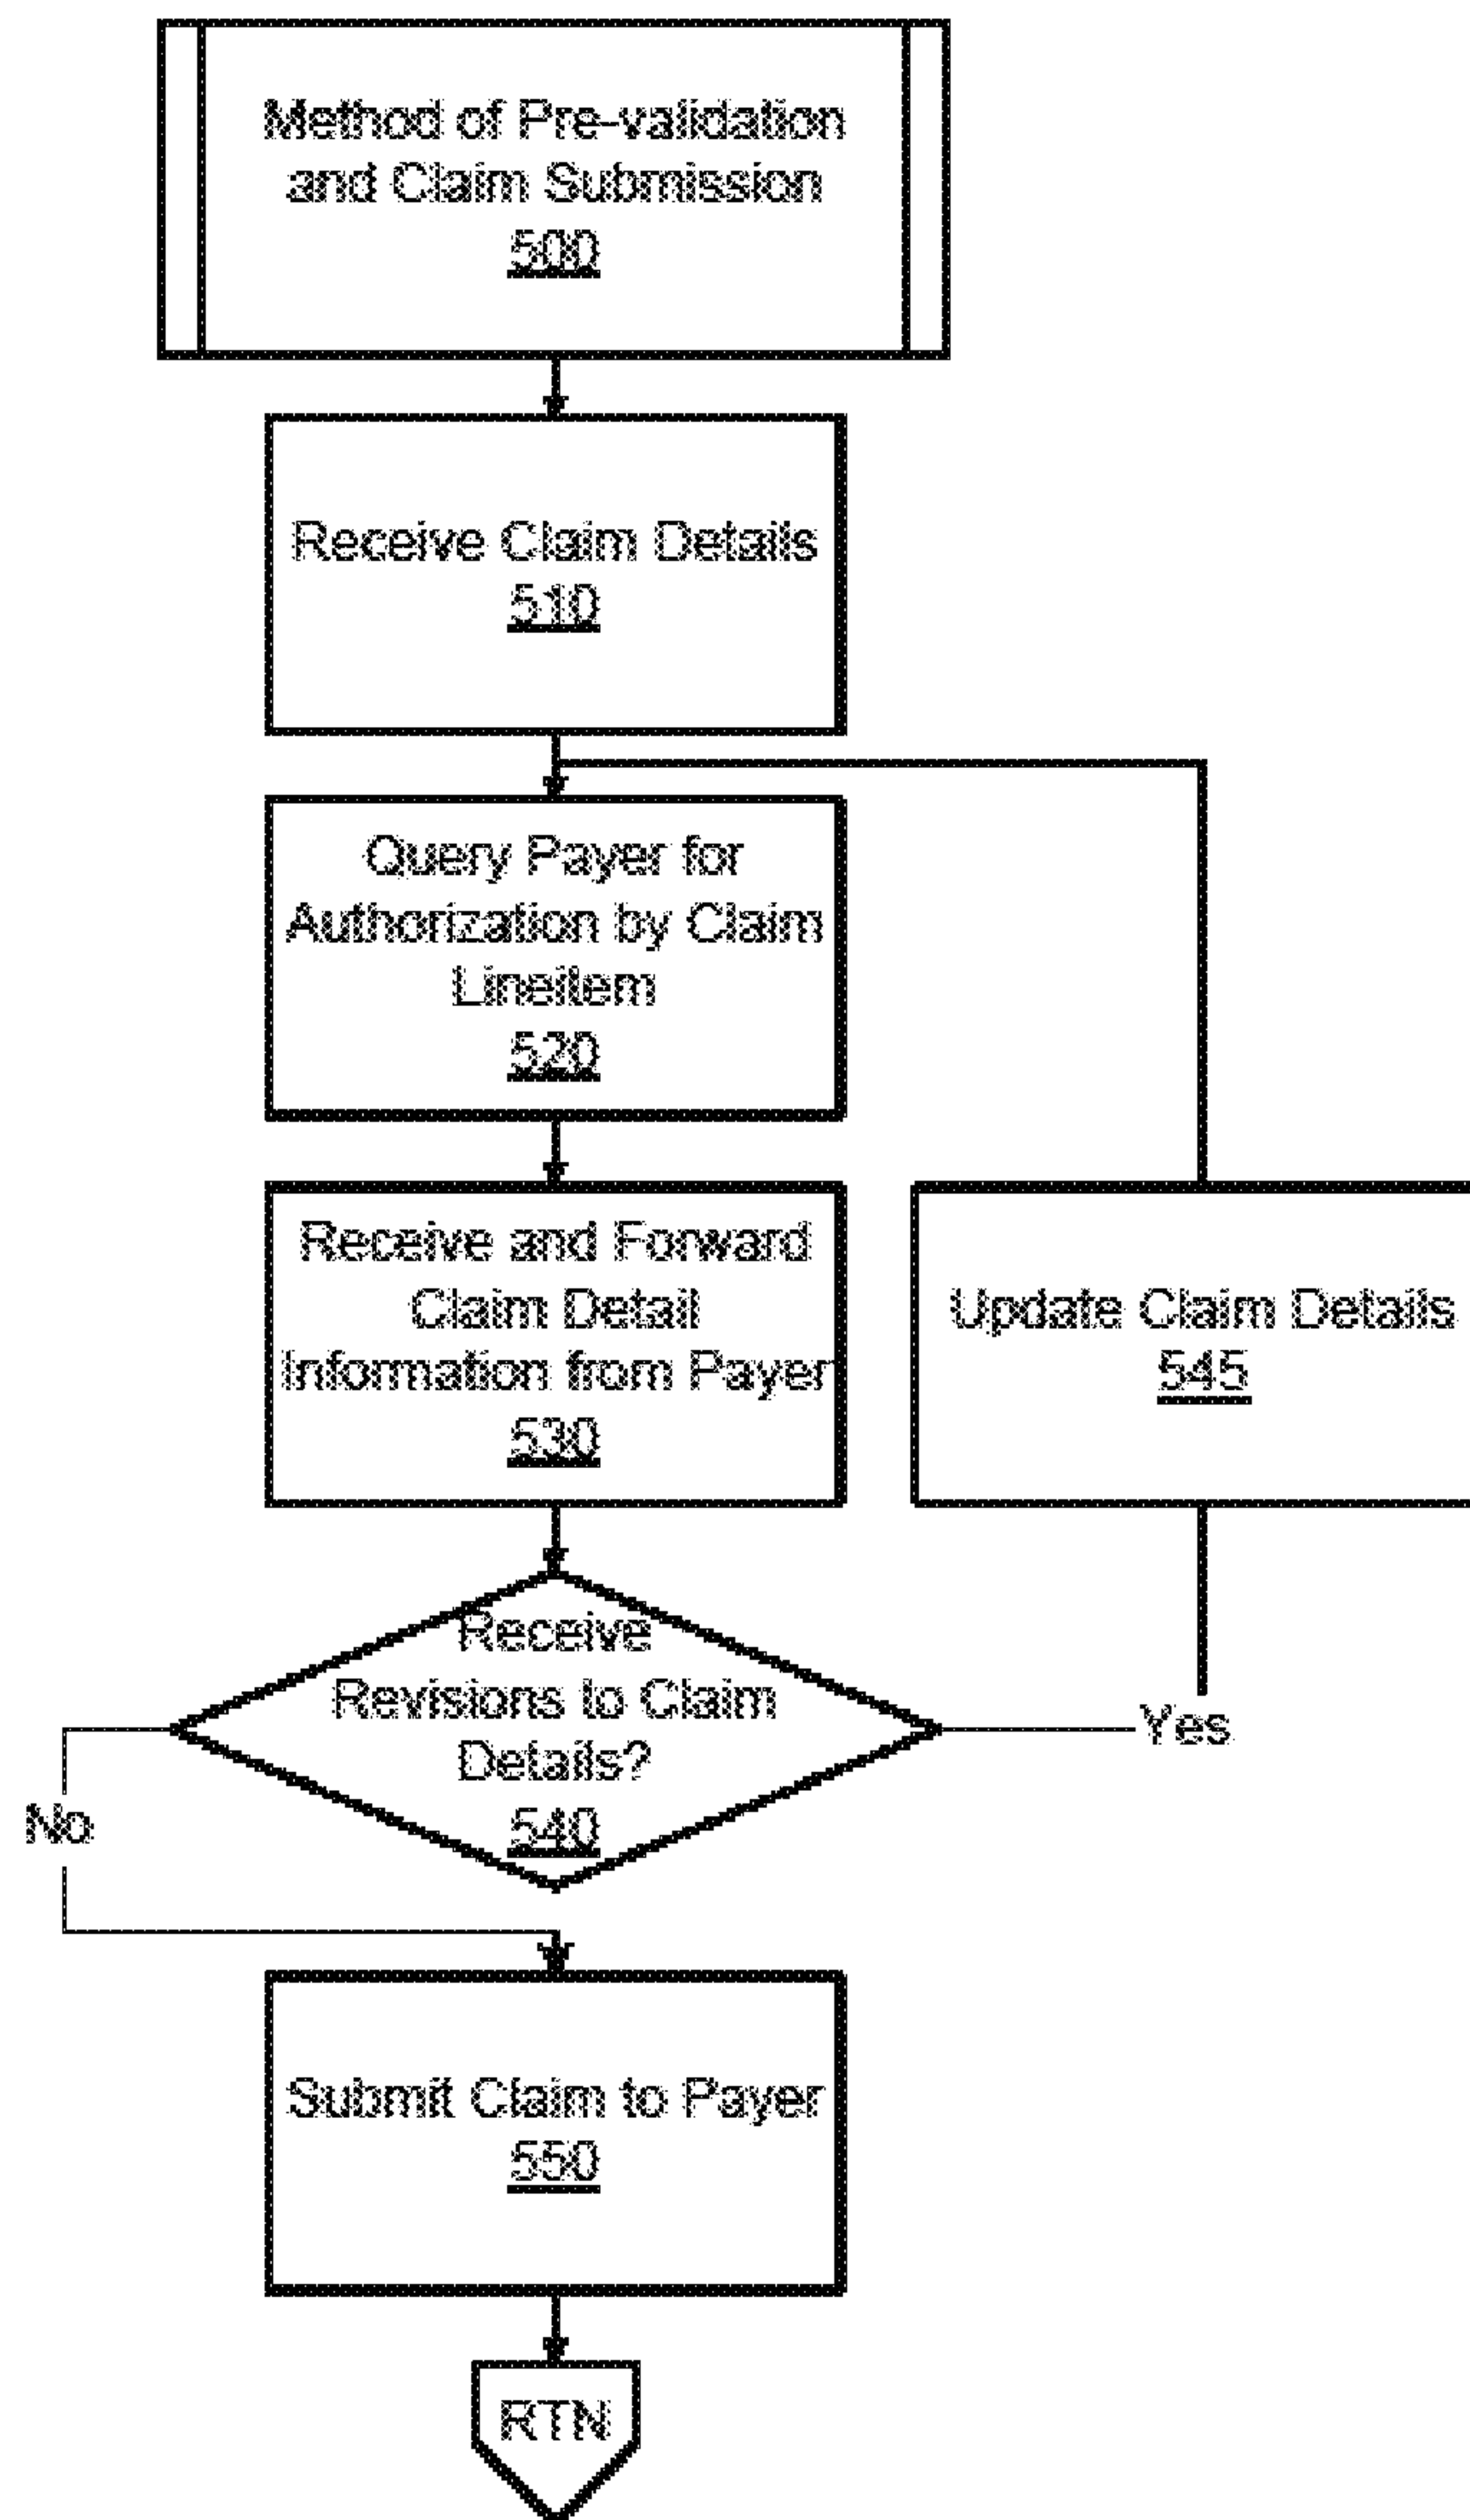 Method of Pre-validation
and Claim Submission
500
Receive Claim Details
510
Query Payer for
Authorization by Claim
Lineitem
520
Receive and Forward
Claim Detail
Information from Payer
530
Update Claim Details
545
Receive
Revisions to Claim
Details?
540
Yes
No
Submit Claim to Payer
550
RTN